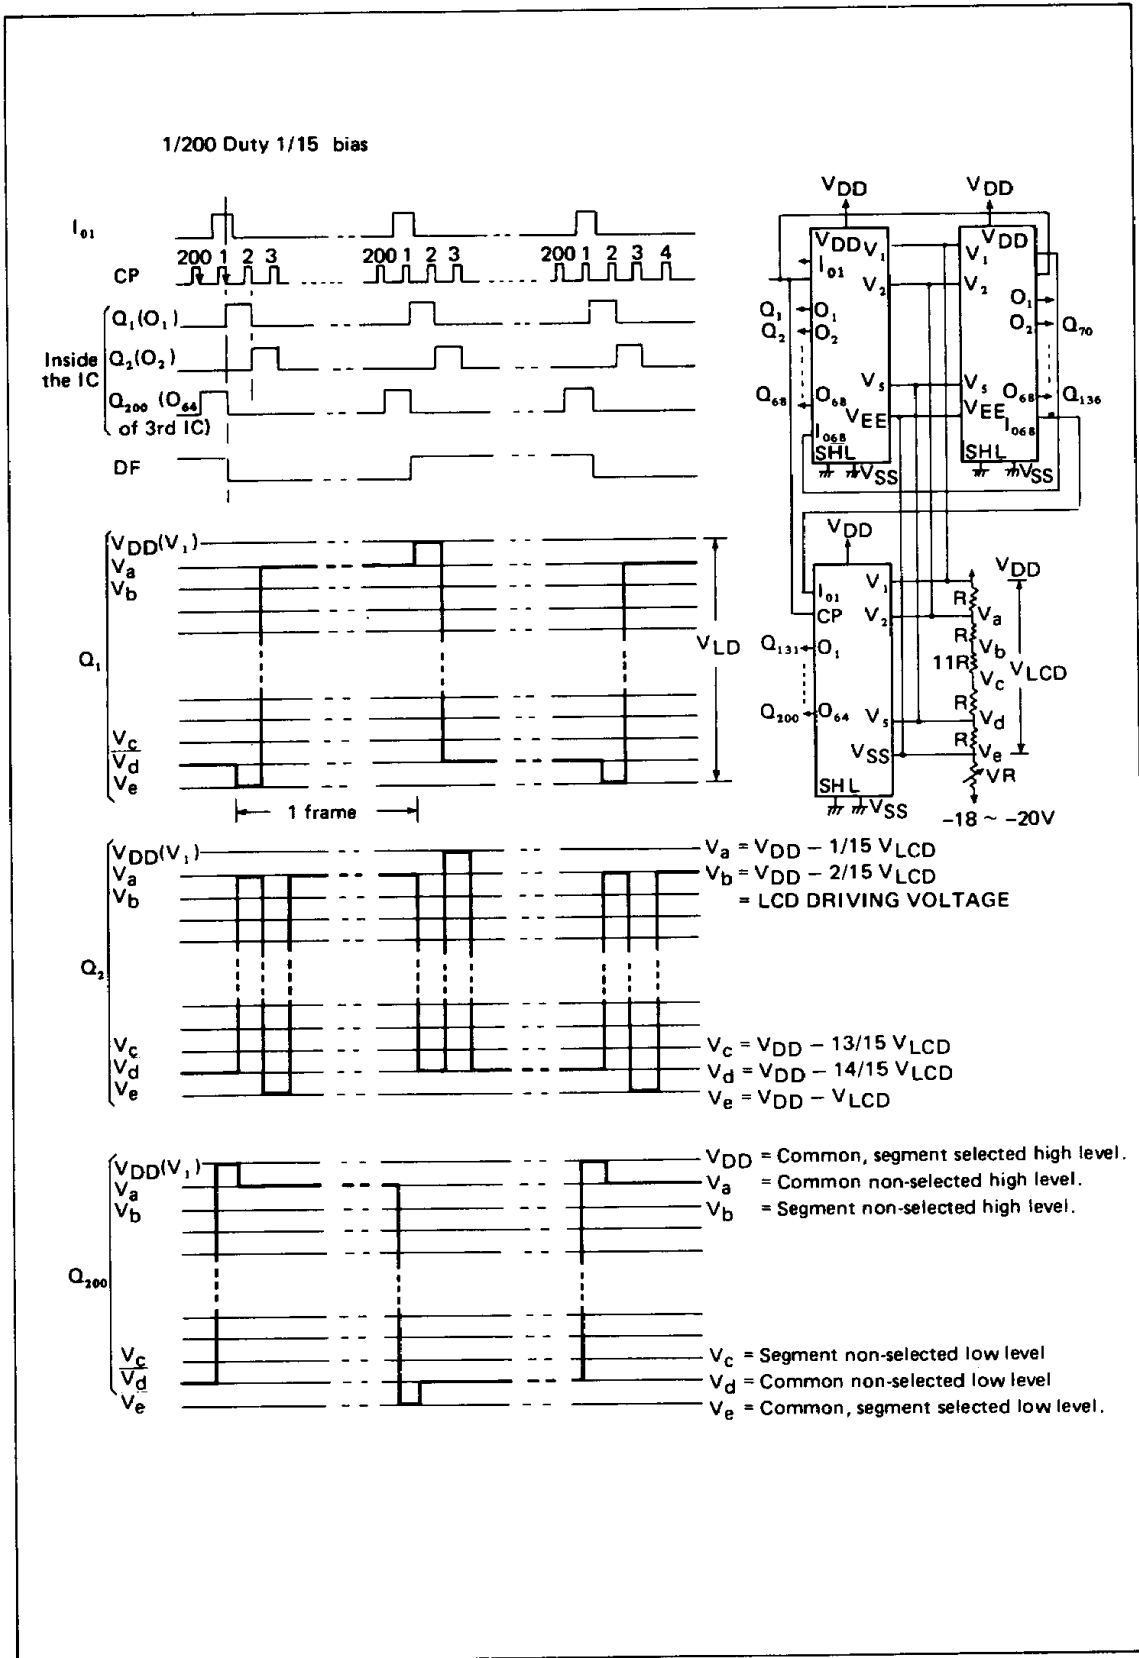 1/200 Duty 1/15 bias
I01
CP
200 1 2 3
200 1 2 3
200 1 2 3 4
Inside the IC
Q1(O1)
Q2(O2)
Q200 (O64 of 3rd IC)
DF
Q1
VDD(V1)
Va
Vb
Vc
Vd
Ve
VLD
1 frame
Q2
VDD(V1)
Va
Vb
Vc
Vd
Ve
Va = VDD – 1/15 VLCD
Vb = VDD – 2/15 VLCD
= LCD DRIVING VOLTAGE
Vc = VDD – 13/15 VLCD
Vd = VDD – 14/15 VLCD
Ve = VDD – VLCD
Q200
VDD(V1)
Va
Vb
Vc
Vd
Ve
VDD = Common, segment selected high level.
Va = Common non-selected high level.
Vb = Segment non-selected high level.
Vc = Segment non-selected low level
Vd = Common non-selected low level
Ve = Common, segment selected low level.
VDD
VDD V1
I01
V2
Q1 O1
Q2 O2
Q68 O68
V5
VEE
I068
SHL
VSS
VDD
VDD
V1
V2
O1
O2 Q70
V5
O68 Q136
VEE
I068
SHL
VSS
VDD
I01
CP
V1
V2
Q131 O1
Q200 O64
V5
VSS
SHL
VSS
VDD
R
Va
R
Vb
11R
Vc
R
Vd
R
Ve
VR
VLCD
–18 ~ –20V